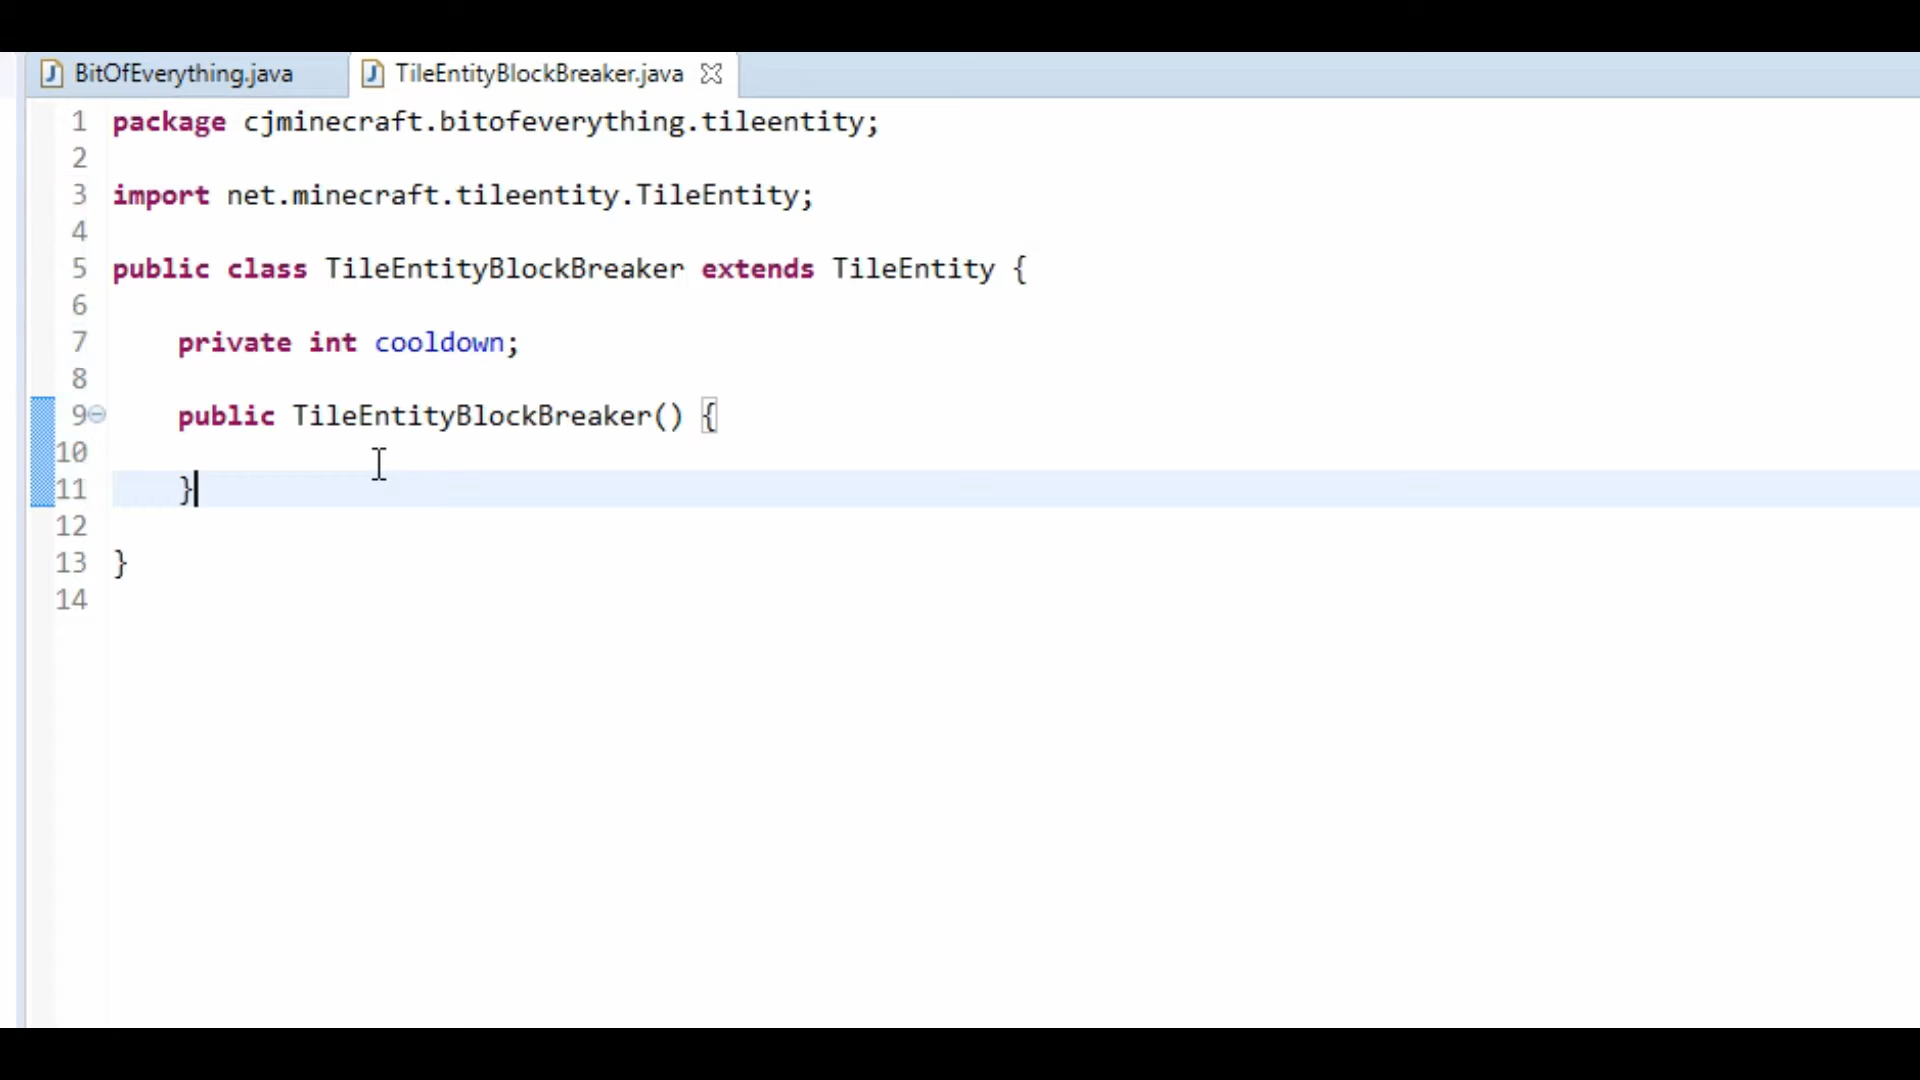 BitOfEverything.java TileEntityBlockBreaker.java
1 package cjminecraft.bitofeverything.tileentity;
2
3 import net.minecraft.tileentity.TileEntity;
4
5 public class TileEntityBlockBreaker extends TileEntity {
6
7 private int cooldown;
8
9 public TileEntityBlockBreaker() {
10
11 }
12
13 }
14